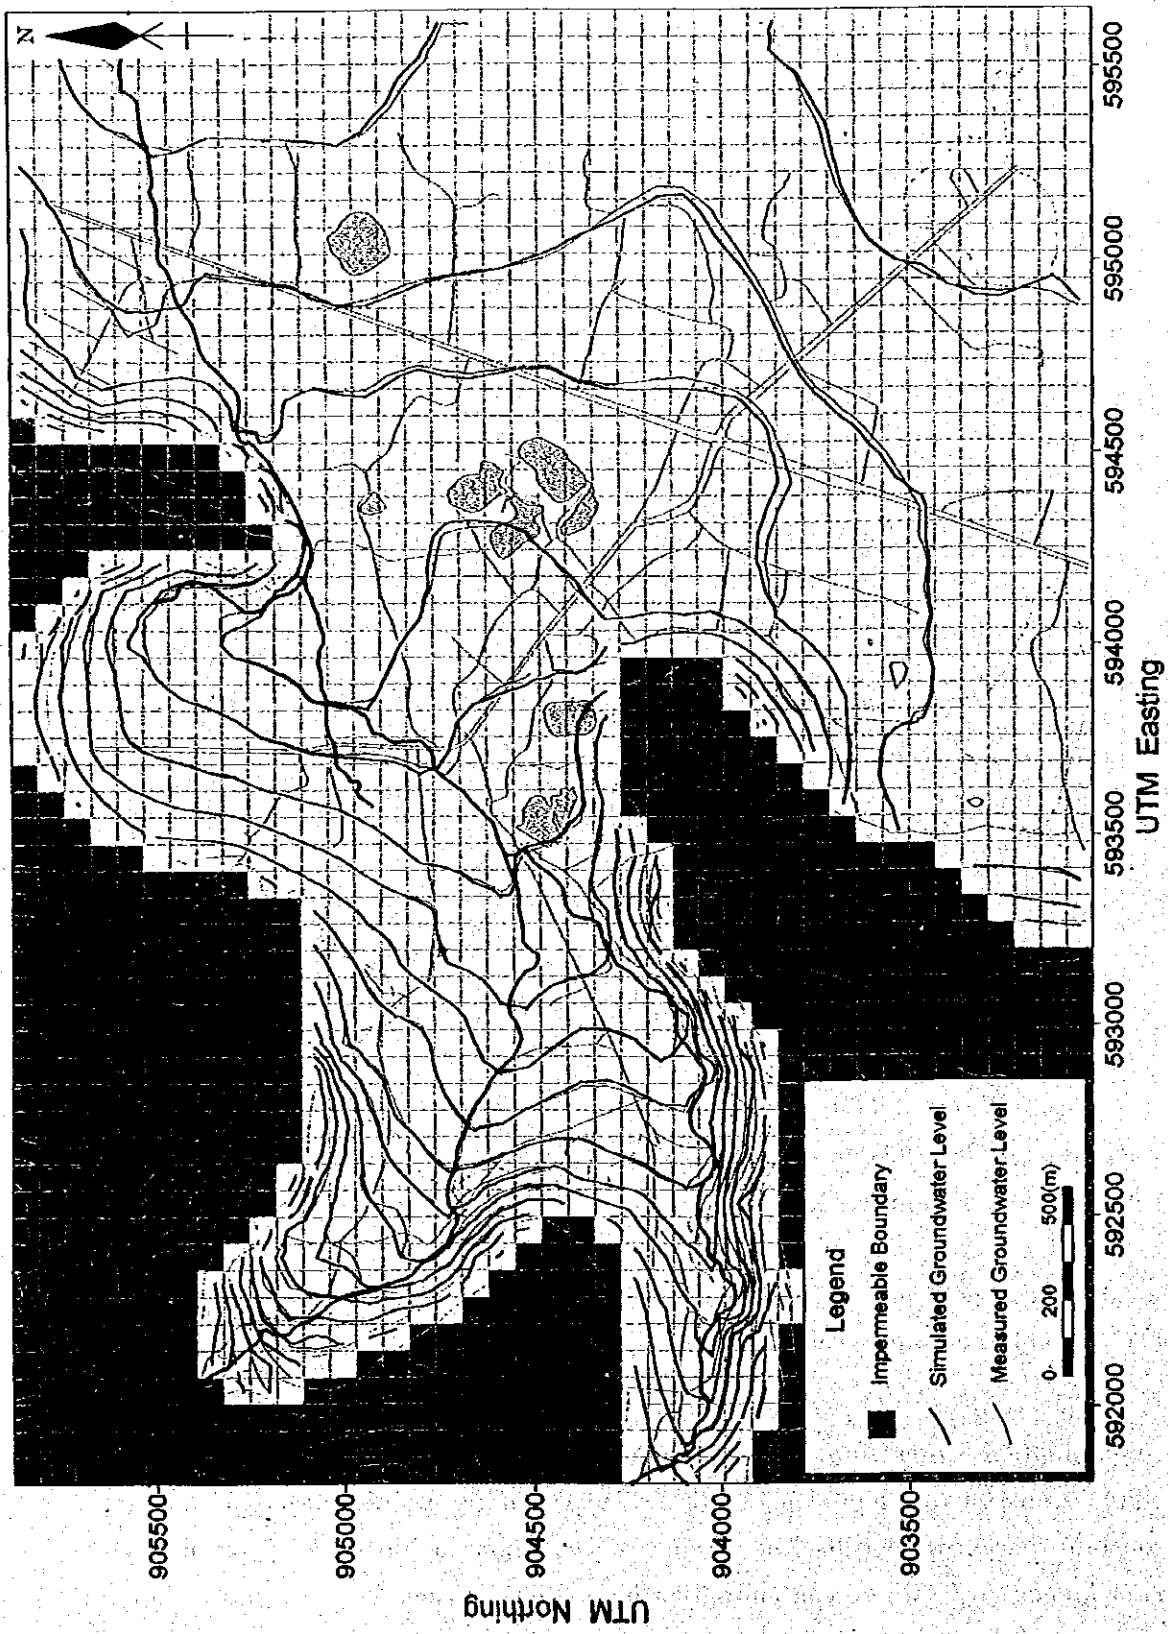 N
905500
905000
904500
904000
903500
UTM Northing
Legend
Impermeable Boundary
Simulated Groundwater Level
Measured Groundwater Level
0 200 500(m)
592000
592500
593000
593500
594000
594500
595000
595500
UTM Easting